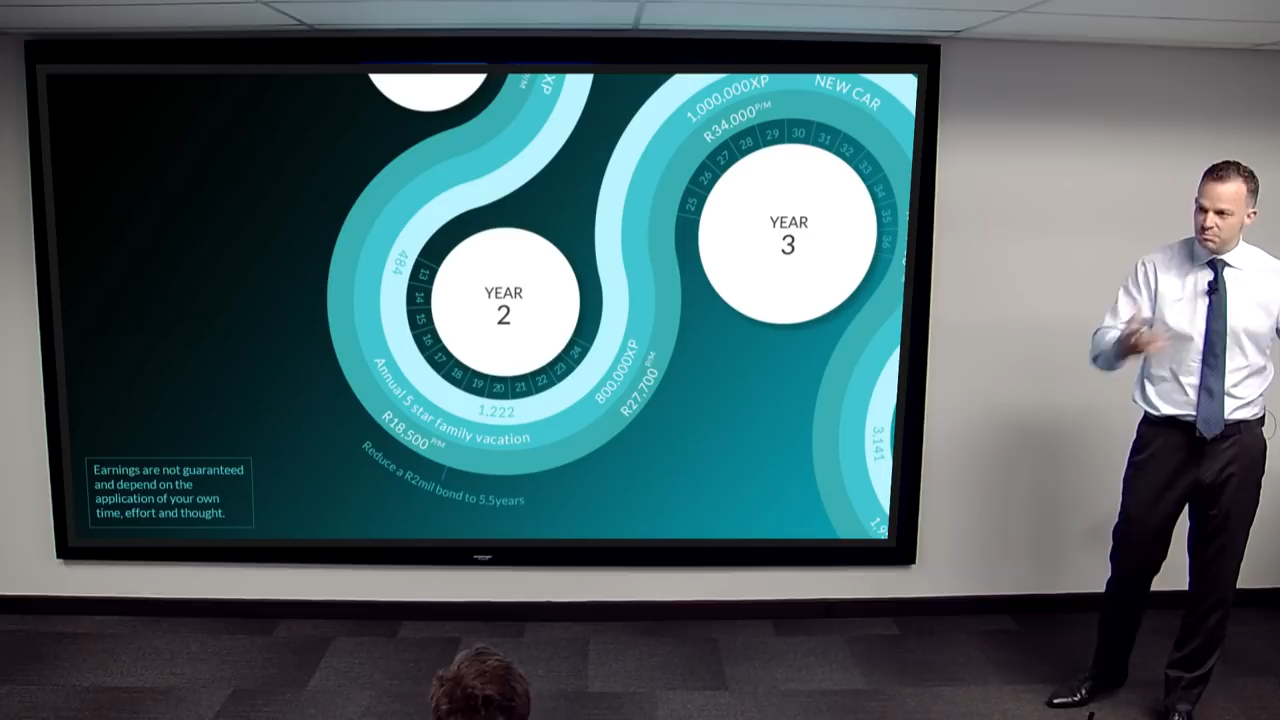 P/M
XP
1,000,000XP
NEW CAR
R34,000 P/M
25 26 27 28 29 30 31 32 33 34 35 36
YEAR
3
484
13 14 15 16 17 18 19 20 21 22 23 24
YEAR
2
1,222
Annual 5 star family vacation
800,000XP
R18,500 P/M
R27,700 P/M
Reduce a R2mil bond to 5.5years
3,141
Earnings are not guaranteed
and depend on the
application of your own
time, effort and thought.